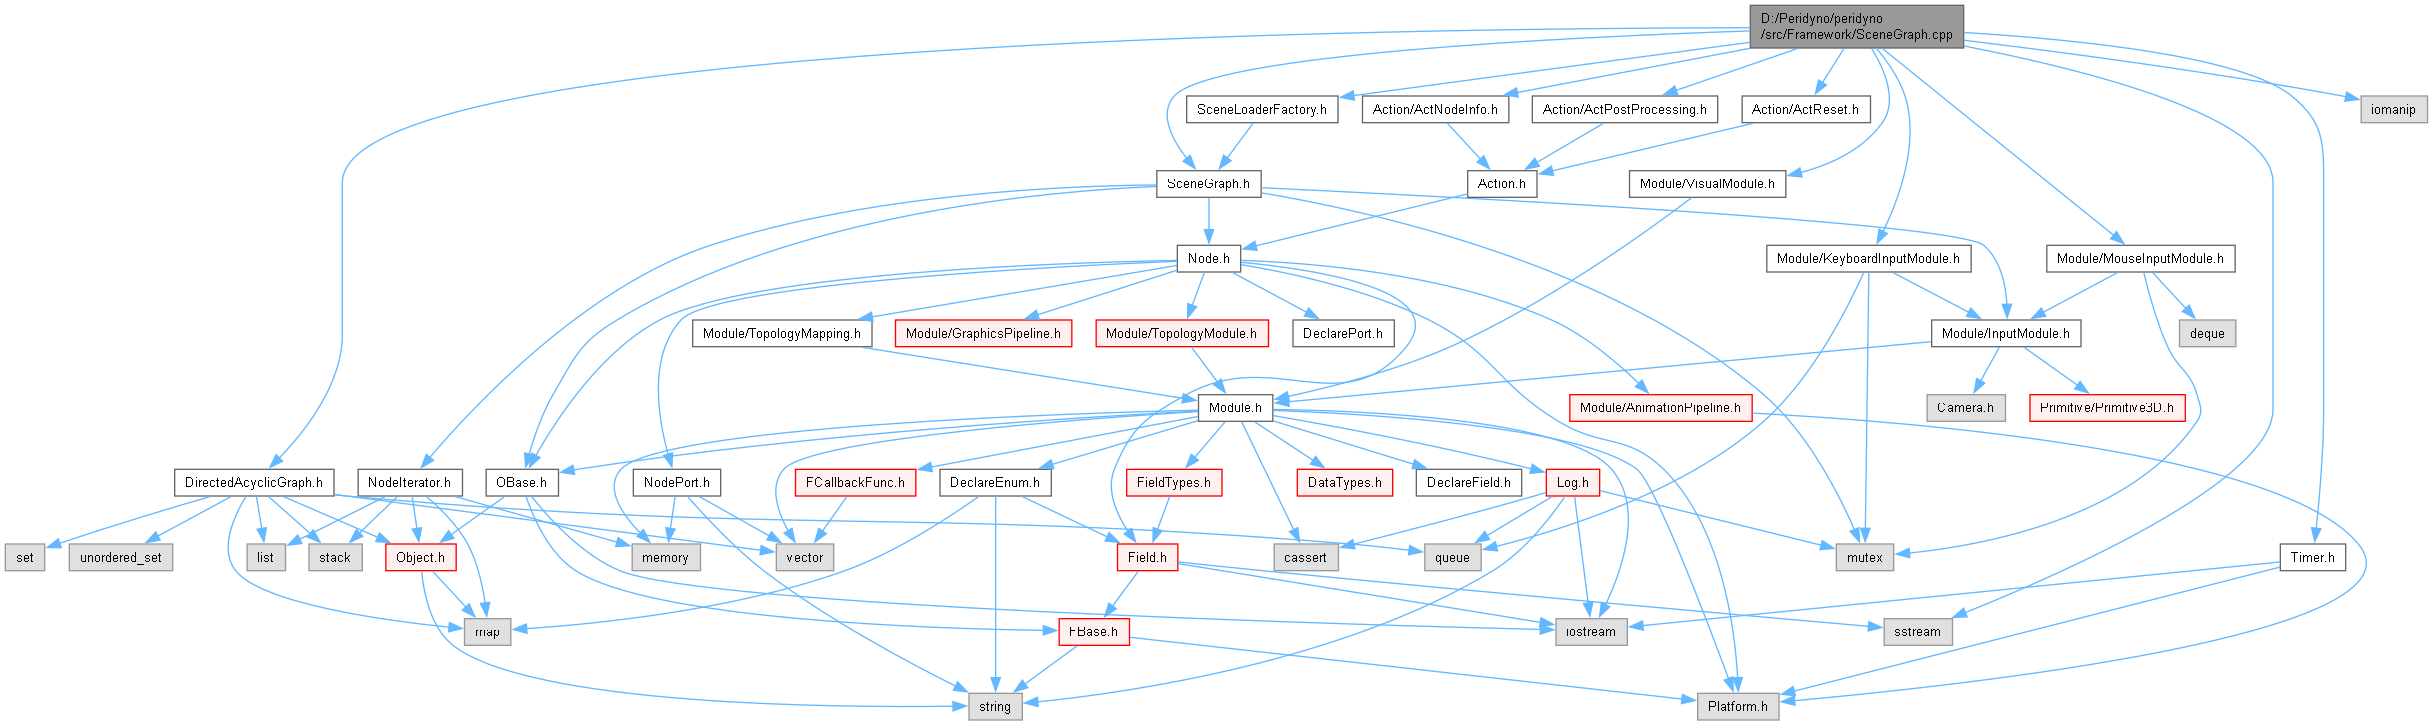 D:/Peridyno/peridyno
/src/Framework/SceneGraph.cpp
SceneLoaderFactory.h
Action/ActNodeInfo.h
Action/ActPostProcessing.h
Action/ActReset.h
iomanip
SceneGraph.h
Action.h
Module/VisualModule.h
Node.h
Module/KeyboardInputModule.h
Module/MouseInputModule.h
Module/TopologyMapping.h
Module/GraphicsPipeline.h
Module/TopologyModule.h
DeclarePort.h
Module/InputModule.h
deque
Module.h
Module/AnimationPipeline.h
Camera.h
Primitive/Primitive3D.h
DirectedAcyclicGraph.h
NodeIterator.h
OBase.h
NodePort.h
FCallbackFunc.h
DeclareEnum.h
FieldTypes.h
DataTypes.h
DeclareField.h
Log.h
set
unordered_set
list
stack
Object.h
memory
vector
Field.h
cassert
queue
mutex
Timer.h
map
FBase.h
iostream
sstream
string
Platform.h